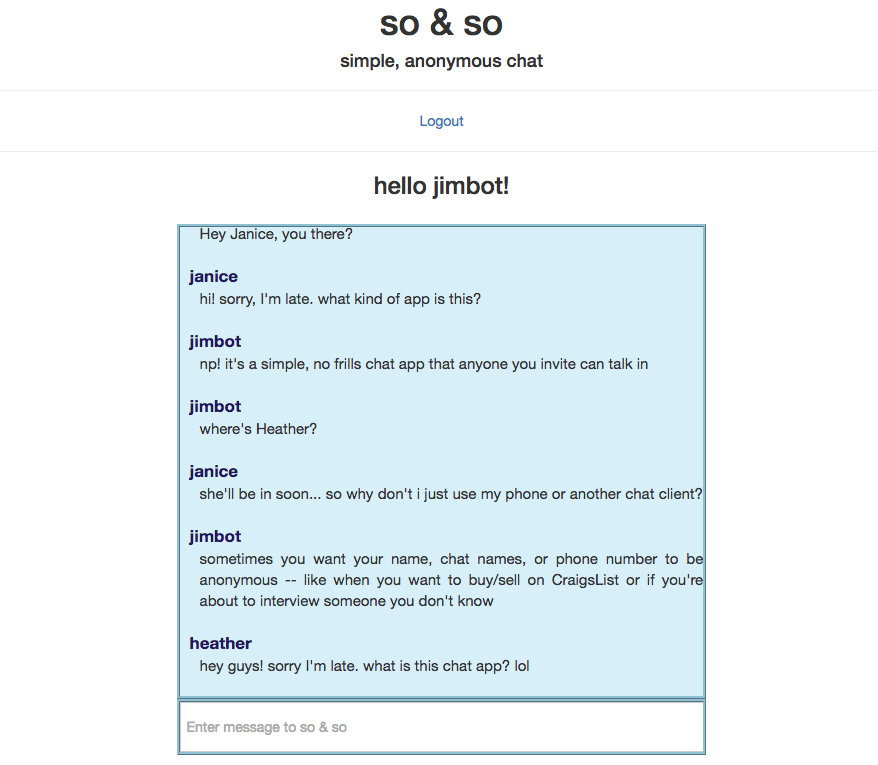 so & so
simple, anonymous chat
Logout
hello jimbot!
Hey Janice, you there?
janice
hi! sorry, I'm late. what kind of app is this?
jimbot
np! it's a simple, no frills chat app that anyone you invite can talk in
jimbot
where's Heather?
janice
she'll be in soon... so why don't i just use my phone or another chat client?
jimbot
sometimes you want your name, chat names, or phone number to be
anonymous -- like when you want to buy/sell on CraigsList or if you're
about to interview someone you don't know
heather
hey guys! sorry I'm late. what is this chat app? lol
Enter message to so & so